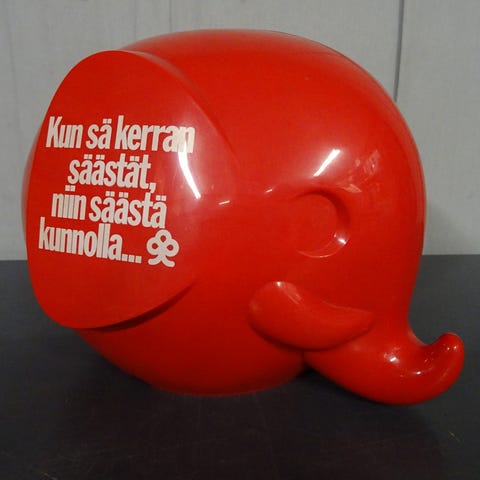 Kun sä kerran
säästät,
niin säästä
kunnolla...